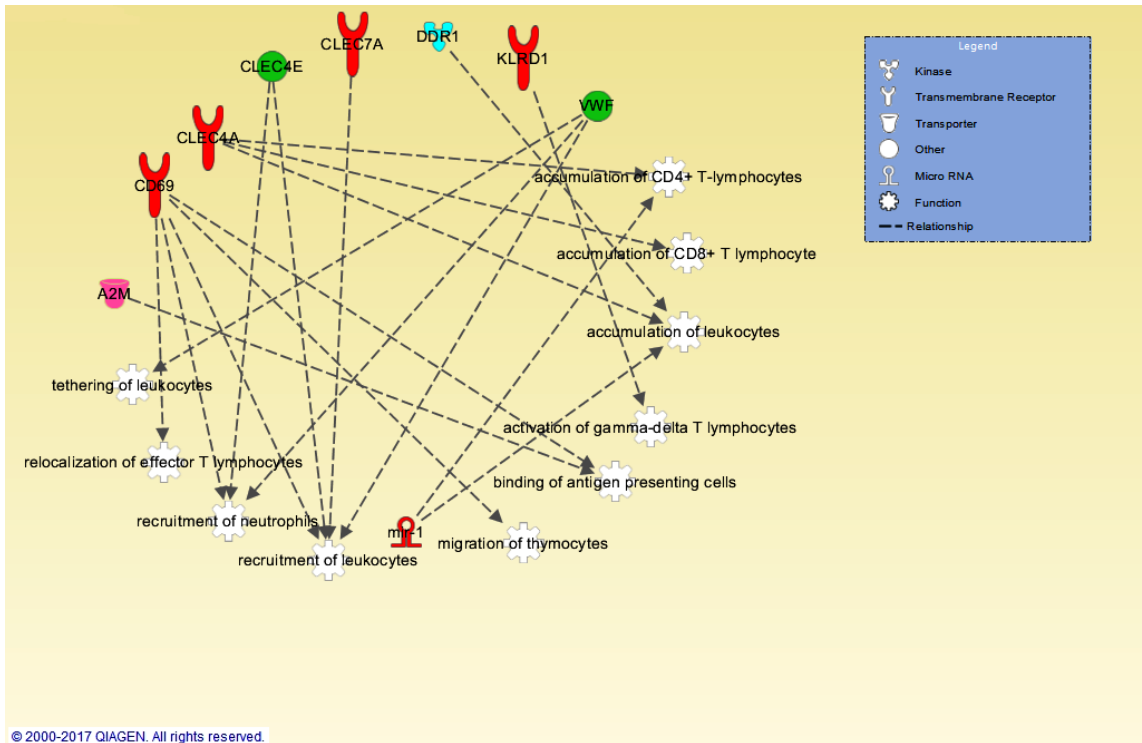 CLEC7A
DDR1
KLRD1
CLEC4E
VWF
CLEC4A
CD69
A2M
accumulation of CD4+ T-lymphocytes
accumulation of CD8+ T lymphocyte
accumulation of leukocytes
tethering of leukocytes
activation of gamma-delta T lymphocytes
relocalization of effector T lymphocytes
binding of antigen presenting cells
recruitment of neutrophils
mir-1
migration of thymocytes
recruitment of leukocytes
Legend
Kinase
Transmembrane Receptor
Transporter
Other
Micro RNA
Function
Relationship
© 2000-2017 QIAGEN. All rights reserved.